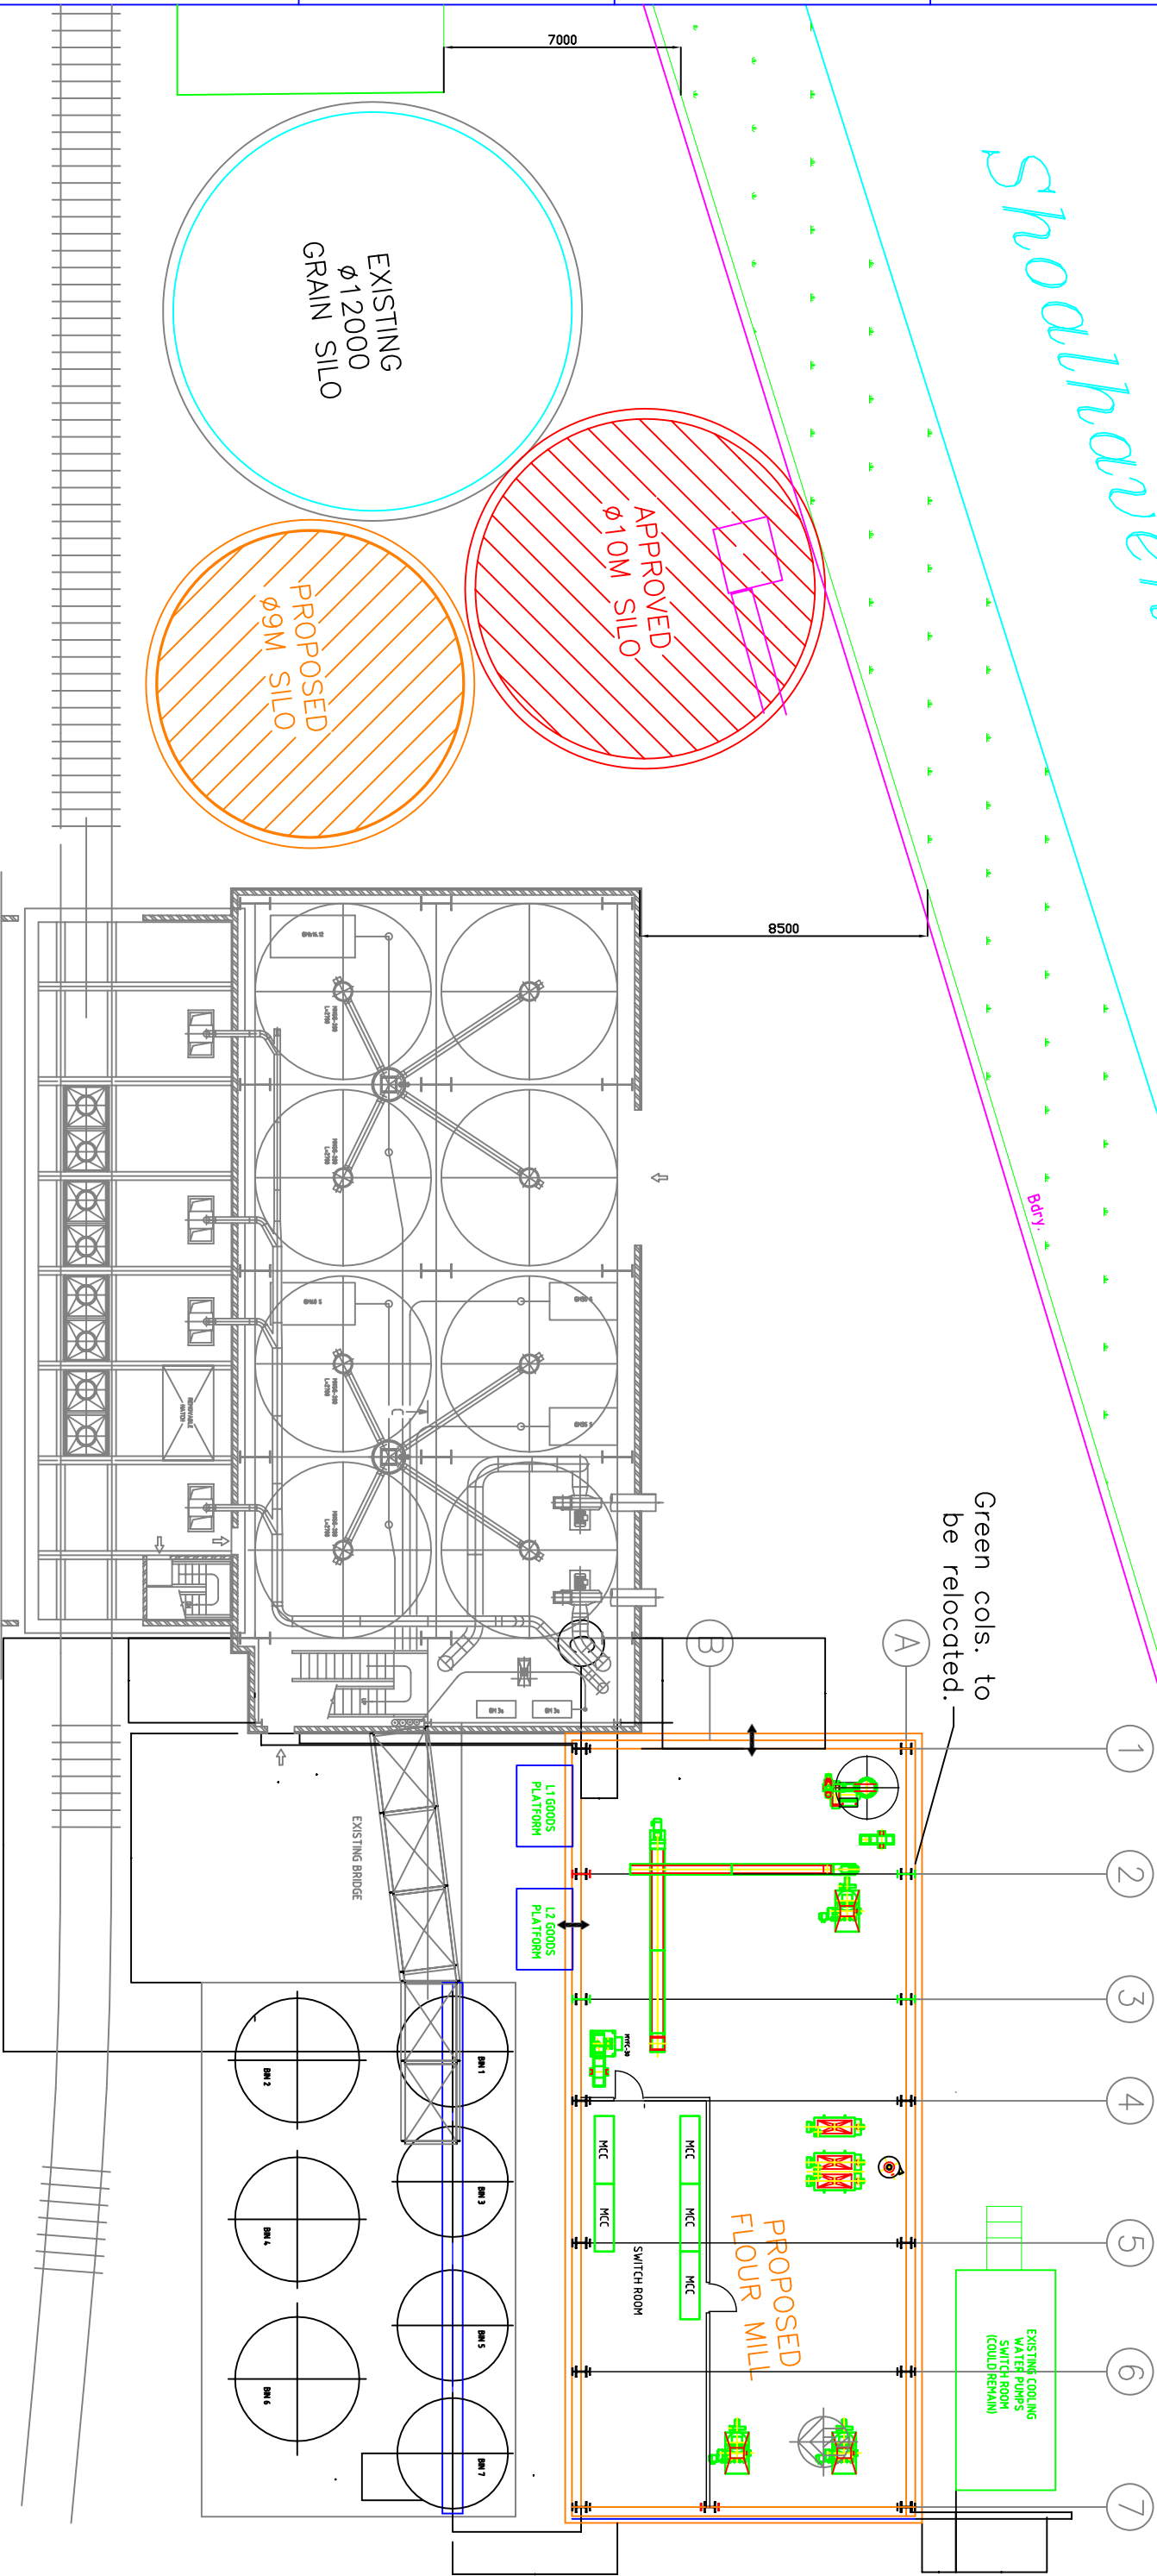 Shoalhaven
7000
EXISTING
ø12000
GRAIN SILO
APPROVED
ø10M SILO
PROPOSED
ø9M SILO
8500
Bdry.
Green cols. to
be relocated.
A
B
1
2
3
4
5
6
7
REMOVABLE
HATCH
EXISTING BRIDGE
L1 GOODS
PLATFORM
L2 GOODS
PLATFORM
MCC
MCC
MCC
MCC
MCC
SWITCH ROOM
PROPOSED
FLOUR MILL
EXISTING COOLING
WATER PUMPS
SWITCH ROOM
(COULD REMAIN)
BIN 1
BIN 2
BIN 3
BIN 4
BIN 5
BIN 6
BIN 7